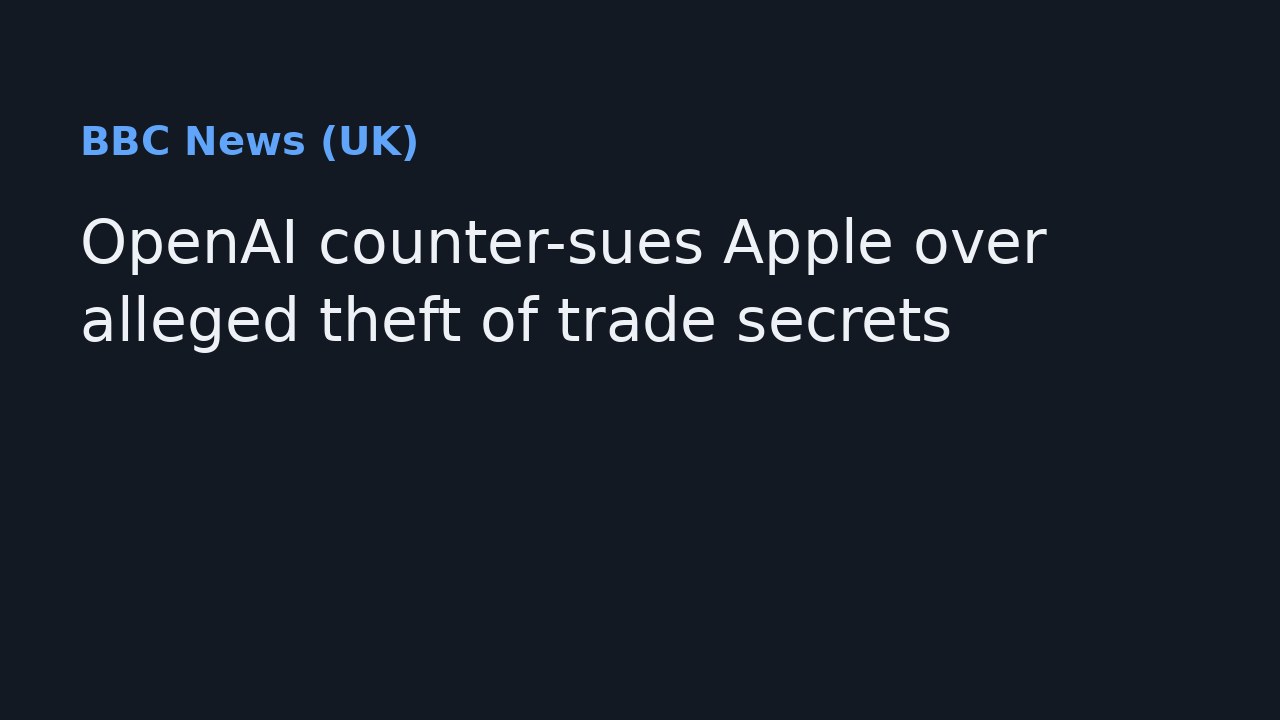 BBC News (UK)
OpenAI counter-sues Apple over
alleged theft of trade secrets